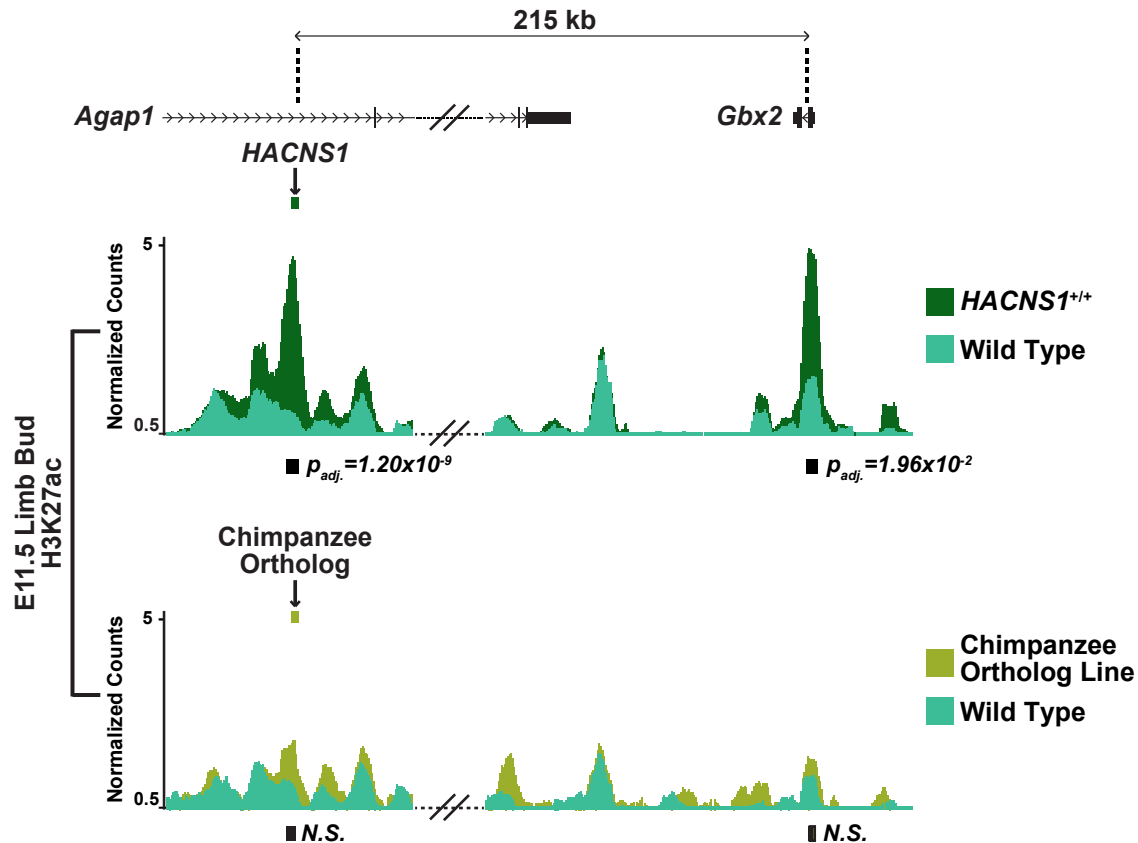 215 kb
Agap1
Gbx2
HACNS1
5
0.5
Normalized Counts
HACNS1+/+
Wild Type
padj.=1.20x10-9
padj.=1.96x10-2
E11.5 Limb Bud
H3K27ac
Chimpanzee
Ortholog
5
0.5
Normalized Counts
Chimpanzee
Ortholog Line
Wild Type
N.S.
N.S.